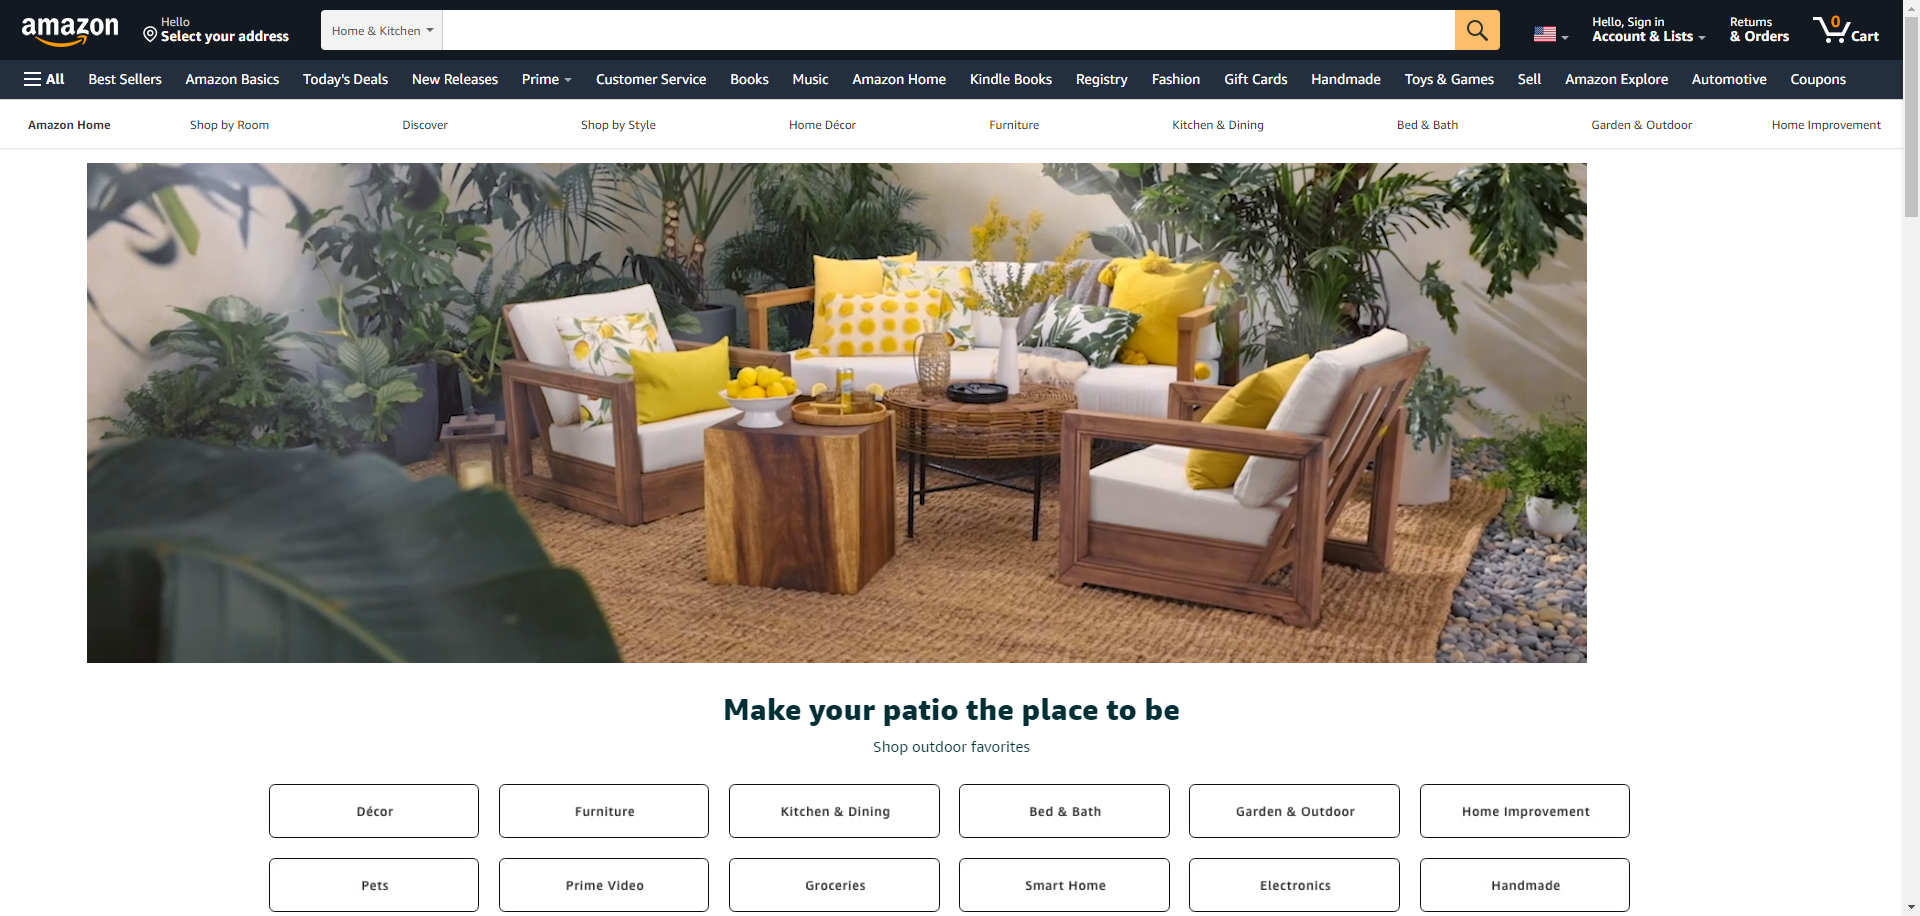 amazon
Hello
Select your address
Home & Kitchen
Hello, Sign in
Account & Lists
Returns
& Orders
0
Cart
All Best Sellers Amazon Basics Today's Deals New Releases Prime Customer Service Books Music Amazon Home Kindle Books Registry Fashion Gift Cards Handmade Toys & Games Sell Amazon Explore Automotive Coupons
Amazon Home Shop by Room Discover Shop by Style Home Décor Furniture Kitchen & Dining Bed & Bath Garden & Outdoor Home Improvement
Make your patio the place to be
Shop outdoor favorites
Décor Furniture Kitchen & Dining Bed & Bath Garden & Outdoor Home Improvement
Pets Prime Video Groceries Smart Home Electronics Handmade